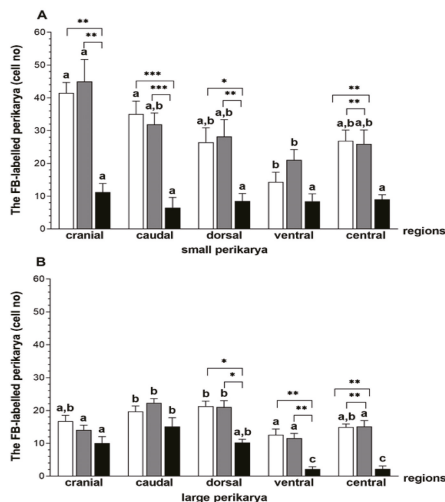 A
The FB-labelled perikarya (cell no)
60
50
40
30
20
10
0
** ** *** *** * ** ** **
a a a
a a,b a
a,b a,b a
b b a
a,b a,b a
cranial caudal dorsal ventral central regions
small perikarya
B
The FB-labelled perikarya (cell no)
60
50
40
30
20
10
0
* * ** ** ** **
a,b a a
b b b
b b a,b
a a c
a a c
cranial caudal dorsal ventral central regions
large perikarya